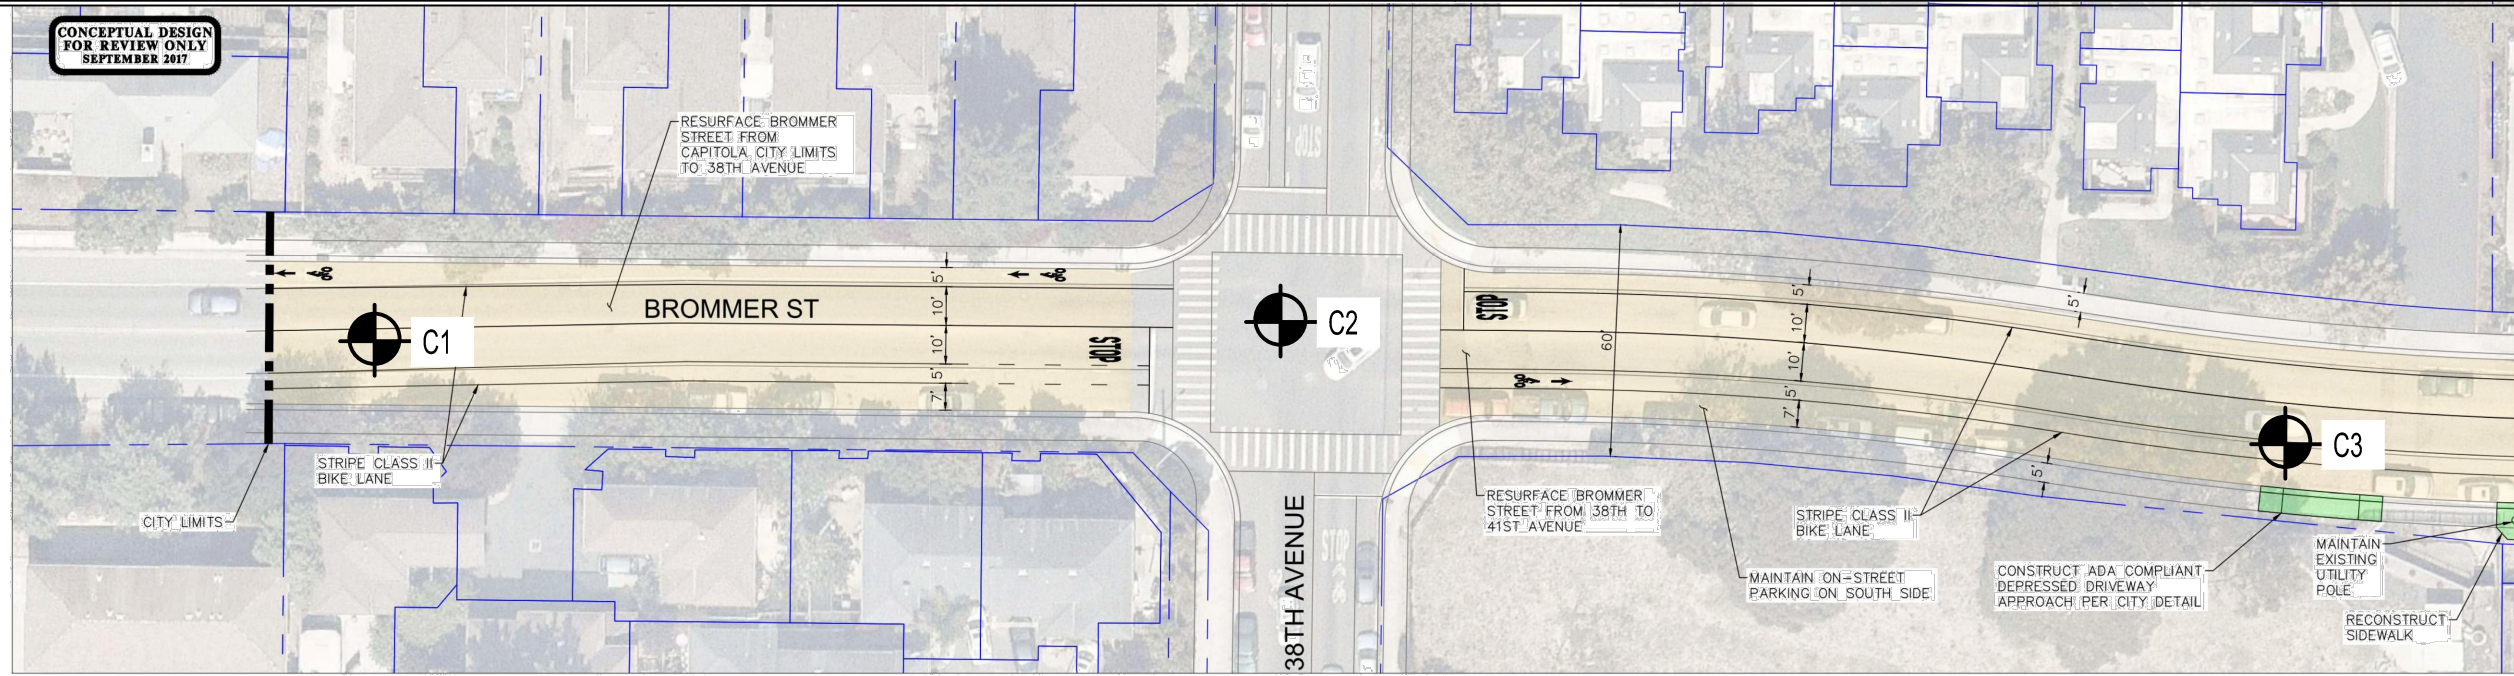 CONCEPTUAL DESIGN
FOR REVIEW ONLY
SEPTEMBER 2017
RESURFACE BROMMER
STREET FROM
CAPITOLA CITY LIMITS
TO 38TH AVENUE
BROMMER ST
C1
5'
10'
10'
5'
7'
STOP
STRIPE CLASS II
BIKE LANE
CITY LIMITS
STOP
C2
38TH AVENUE
STOP
STOP
60'
5'
10'
10'
5'
7'
5'
5'
C3
RESURFACE BROMMER
STREET FROM 38TH TO
41ST AVENUE
STRIPE CLASS II
BIKE LANE
MAINTAIN ON-STREET
PARKING ON SOUTH SIDE
CONSTRUCT ADA COMPLIANT
DEPRESSED DRIVEWAY
APPROACH PER CITY DETAIL
MAINTAIN
EXISTING
UTILITY
POLE
RECONSTRUCT
SIDEWALK